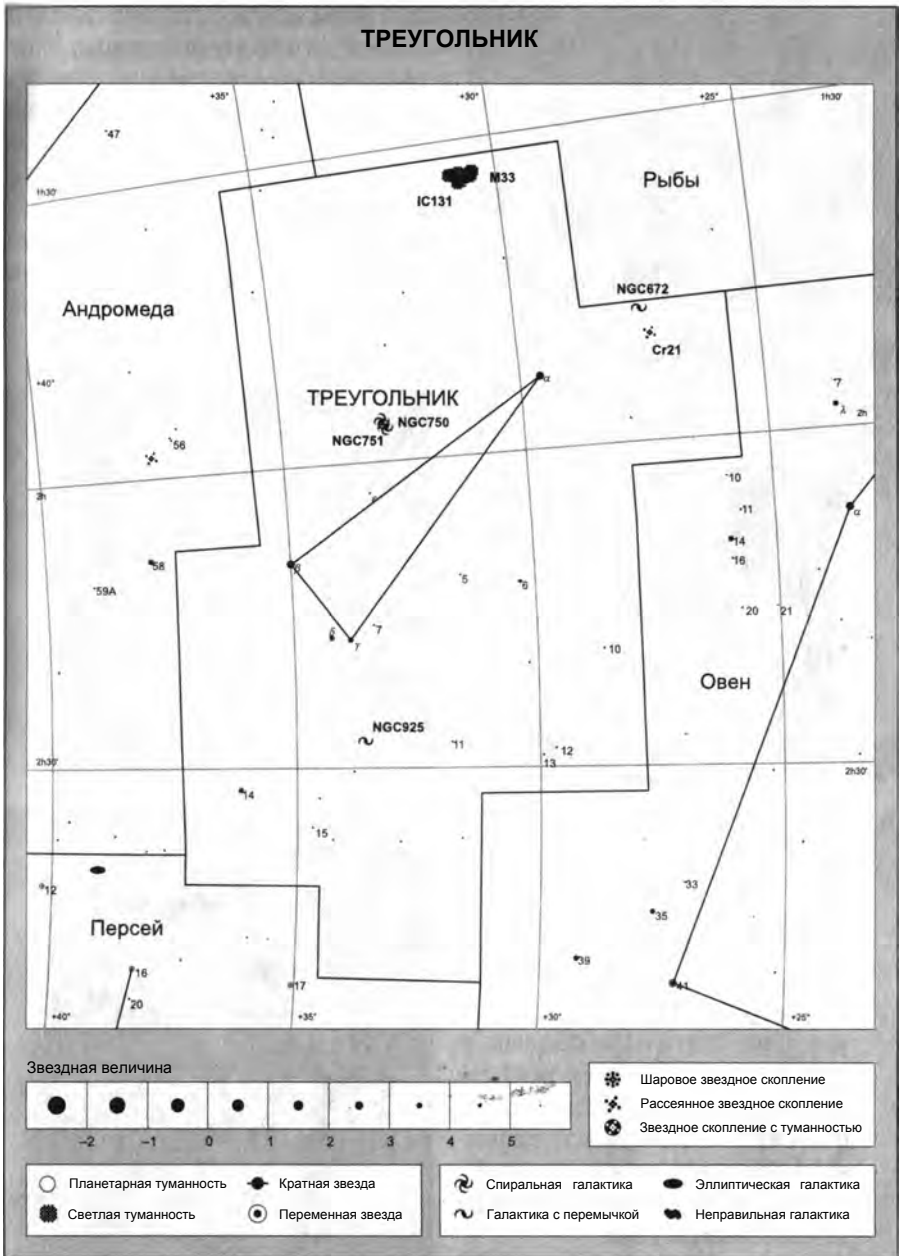 ТРЕУГОЛЬНИК
+35°
+30°
+25°
1h30'
47
M33
Рыбы
1h30'
IC131
Андромеда
NGC672
Cr21
+40°
α
7
λ
2h
ТРЕУГОЛЬНИК
NGC750
NGC751
56
10
2h
ε
11
α
14
58
β
16
59A
5
6
20
21
δ
7
γ
10
Овен
NGC925
11
12
13
2h30'
2h30'
14
15
12
33
35
Персей
39
16
17
41
20
+40°
+35°
+30°
+25°
Звездная величина
−2 −1 0 1 2 3 4 5
Шаровое звездное скопление
Рассеянное звездное скопление
Звездное скопление с туманностью
Планетарная туманность
Кратная звезда
Светлая туманность
Переменная звезда
Спиральная галактика
Эллиптическая галактика
Галактика с перемычкой
Неправильная галактика